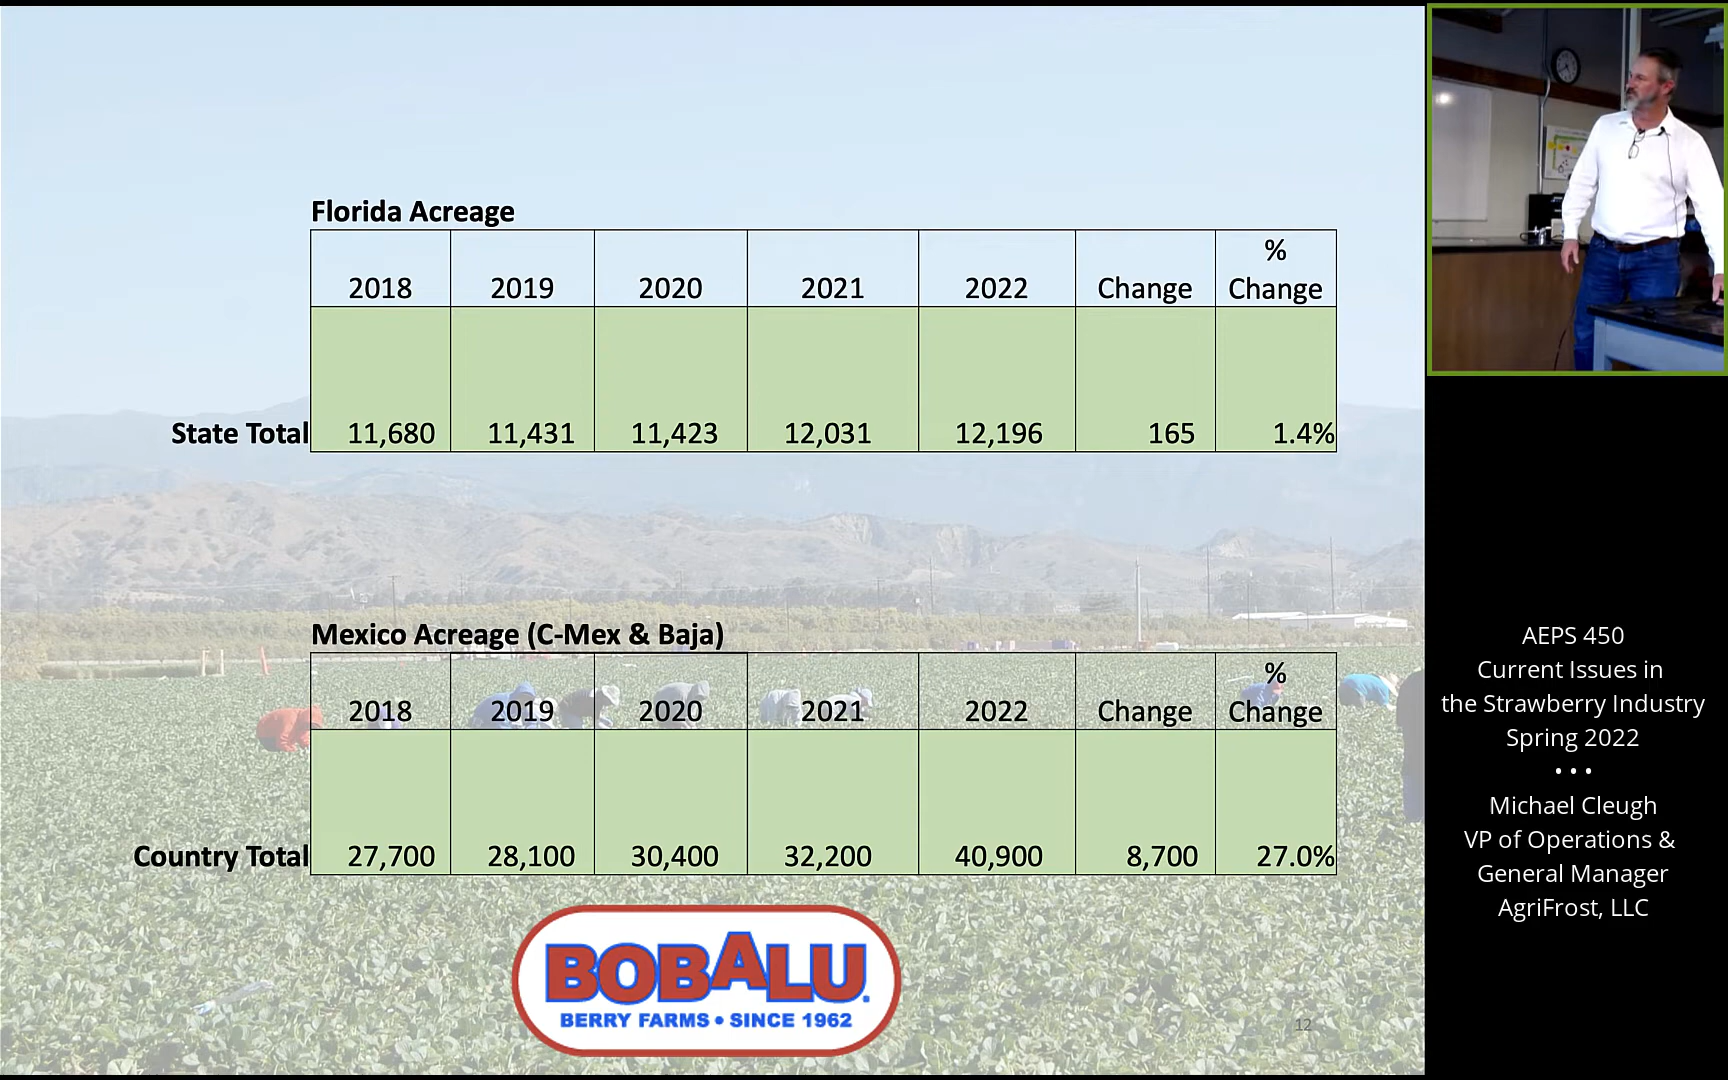 Florida Acreage
2018 2019 2020 2021 2022 Change % Change
State Total 11,680 11,431 11,423 12,031 12,196 165 1.4%
Mexico Acreage (C-Mex & Baja)
2018 2019 2020 2021 2022 Change % Change
Country Total 27,700 28,100 30,400 32,200 40,900 8,700 27.0%
BOBALU.
BERRY FARMS • SINCE 1962
12
AEPS 450
Current Issues in
the Strawberry Industry
Spring 2022
• • •
Michael Cleugh
VP of Operations &
General Manager
AgriFrost, LLC